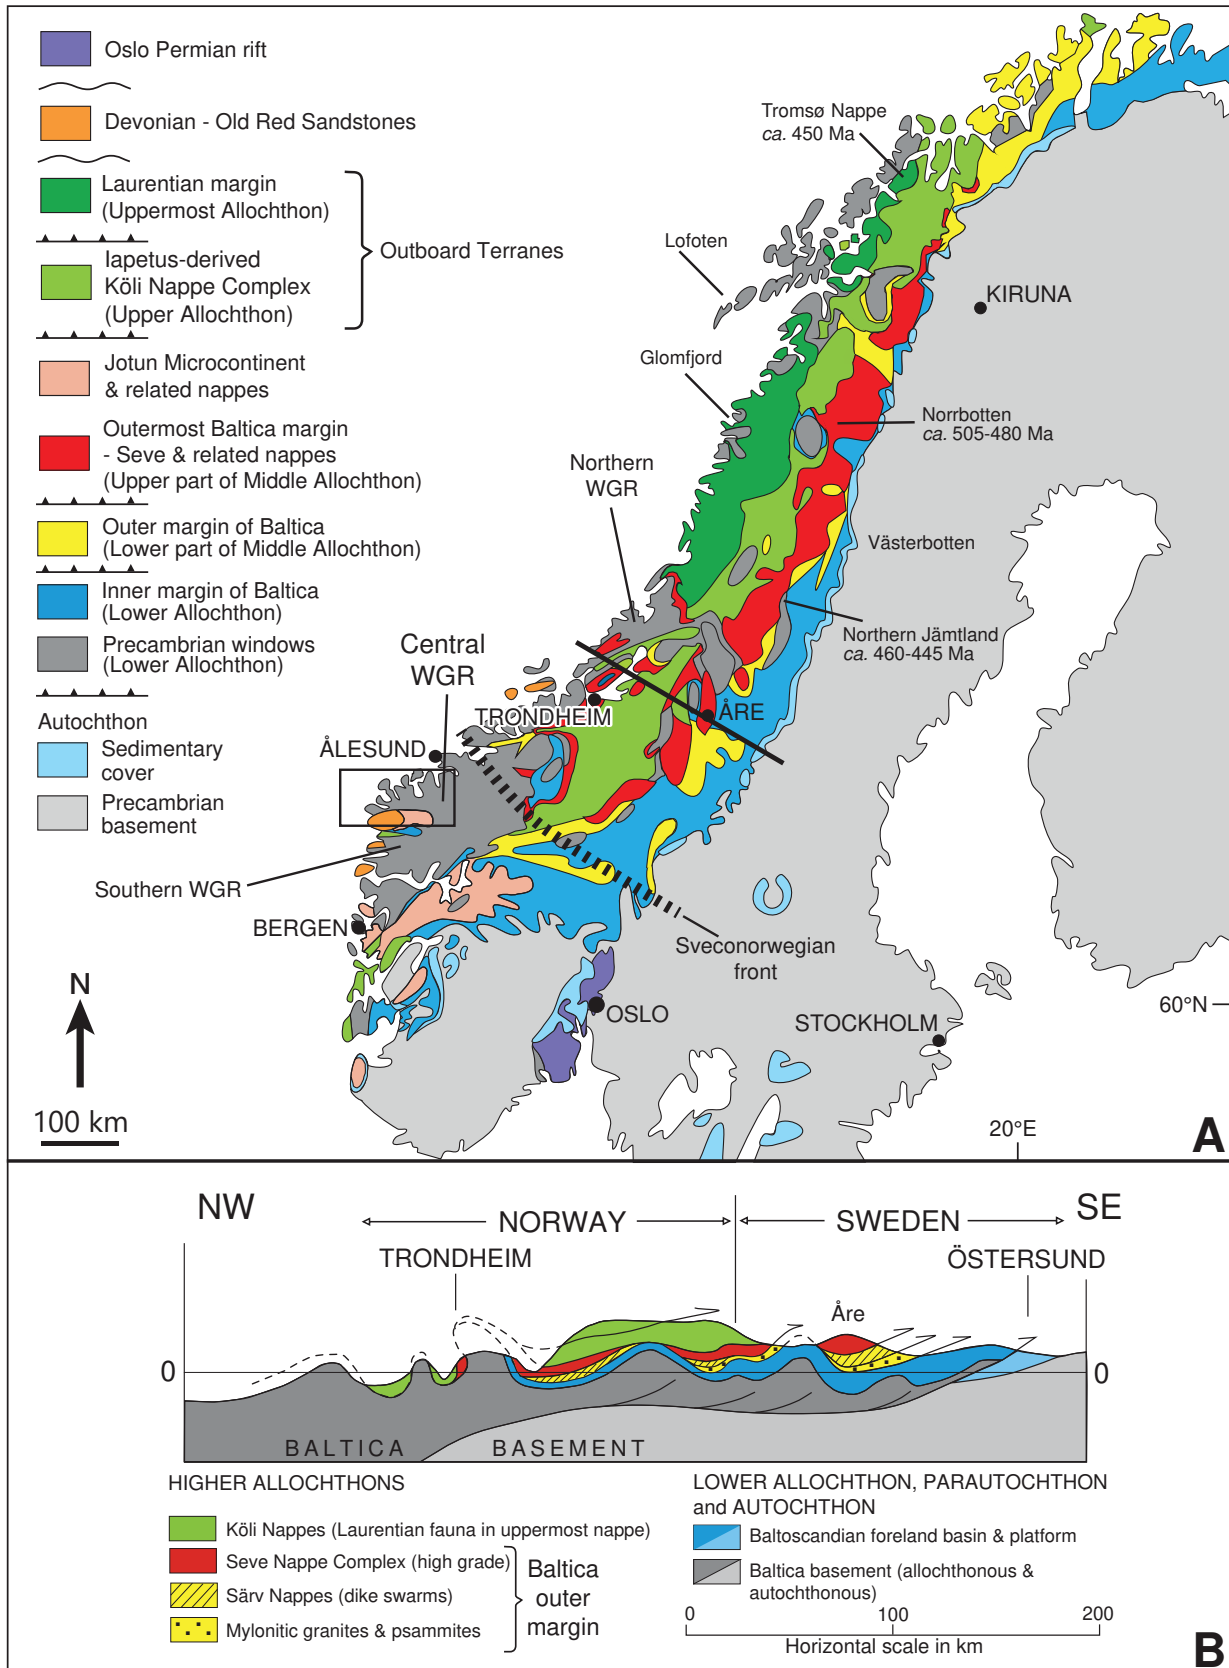 Oslo Permian rift
Devonian - Old Red Sandstones
Laurentian margin
(Uppermost Allochthon)
Iapetus-derived
Köli Nappe Complex
(Upper Allochthon)
Outboard Terranes
Jotun Microcontinent
& related nappes
Outermost Baltica margin
- Seve & related nappes
(Upper part of Middle Allochthon)
Outer margin of Baltica
(Lower part of Middle Allochthon)
Inner margin of Baltica
(Lower Allochthon)
Precambrian windows
(Lower Allochthon)
Autochthon
Sedimentary
cover
Precambrian
basement
Tromsø Nappe
ca. 450 Ma
Lofoten
KIRUNA
Glomfjord
Norrbotten
ca. 505-480 Ma
Northern
WGR
Västerbotten
Northern Jämtland
ca. 460-445 Ma
Central
WGR
TRONDHEIM
ÅRE
ÅLESUND
Southern WGR
BERGEN
Sveconorwegian
front
N
OSLO
STOCKHOLM
60°N
100 km
20°E
A
NW
SE
NORWAY
SWEDEN
TRONDHEIM
ÖSTERSUND
Åre
0
0
BALTICA
BASEMENT
HIGHER ALLOCHTHONS
Köli Nappes (Laurentian fauna in uppermost nappe)
Seve Nappe Complex (high grade)
Särv Nappes (dike swarms)
Mylonitic granites & psammites
Baltica
outer
margin
LOWER ALLOCHTHON, PARAUTOCHTHON
and AUTOCHTHON
Baltoscandian foreland basin & platform
Baltica basement (allochthonous &
autochthonous)
0
100
200
Horizontal scale in km
B